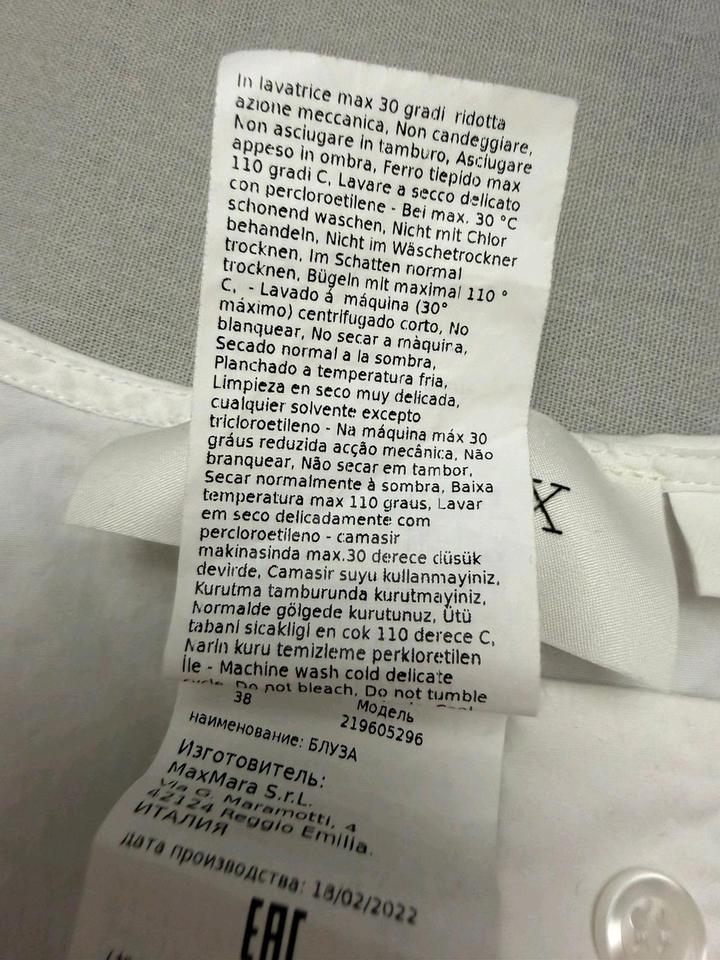 In lavatrice max 30 gradi ridotta
azione meccanica, Non candeggiare,
Non asciugare in tamburo, Asciugare
appeso in ombra, Ferro tiepido max
110 gradi C, Lavare a secco delicato
con percloroetilene - Bei max. 30 °C
schonend waschen, Nicht mit Chlor
behandeln, Nicht im Wäschetrockner
trocknen, Im Schatten normal
trocknen, Bügeln mit maximal 110 °
C, - Lavado á máquina (30°
máximo) centrifugado corto, No
blanquear, No secar a màquina,
Secado normal a la sombra,
Planchado a temperatura fria,
Limpieza en seco muy delicada,
cualquier solvente excepto
tricloroetileno - Na máquina máx 30
gráus reduzida acção mecânica, Não
branquear, Não secar em tambor,
Secar normalmente à sombra, Baixa
temperatura max 110 graus, Lavar
em seco delicadamente com
percloroetileno - camasir
makinasinda max.30 derece düsük
devirde, Camasir suyu kullanmayiniz,
Kurutma tamburunda kurutmayiniz,
Normalde gölgede kurutunuz, Ütü
tabani sicakligi en cok 110 derece C,
Narin kuru temizleme perkloretilen
İle - Machine wash cold delicate
Do not bleach, Do not tumble
X
38 Модель
219605296
наименование: БЛУЗА
Изготовитель:
MaxMara S.r.L.
Via G. Maramotti, 4
42124 Reggio Emilia.
ИТАЛИЯ
дата производства: 18/02/2022
EAC